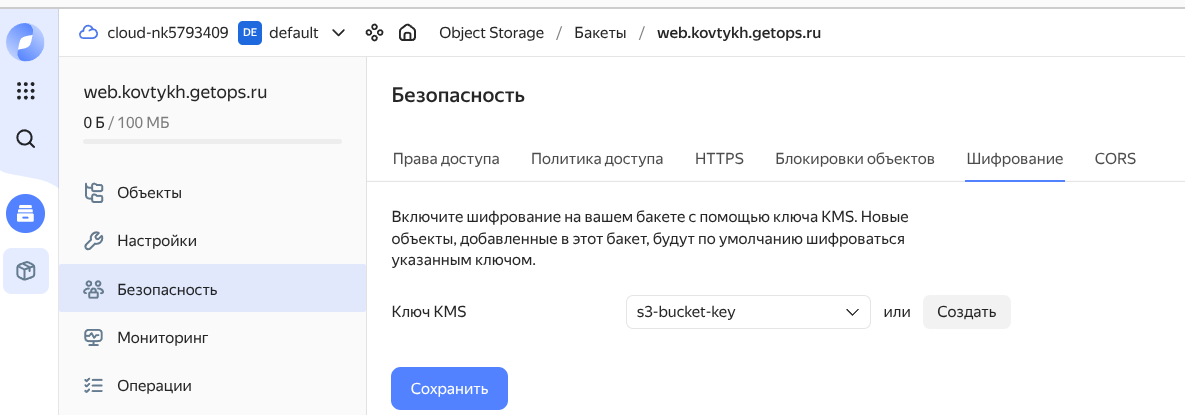 cloud-nk5793409 DE default Object Storage / Бакеты / web.kovtykh.getops.ru
web.kovtykh.getops.ru
0 Б / 100 МБ
Объекты
Настройки
Безопасность
Мониторинг
Операции
Безопасность
Права доступа Политика доступа HTTPS Блокировки объектов Шифрование CORS
Включите шифрование на вашем бакете с помощью ключа KMS. Новые
объекты, добавленные в этот бакет, будут по умолчанию шифроваться
указанным ключом.
Ключ KMS s3-bucket-key или Создать
Сохранить